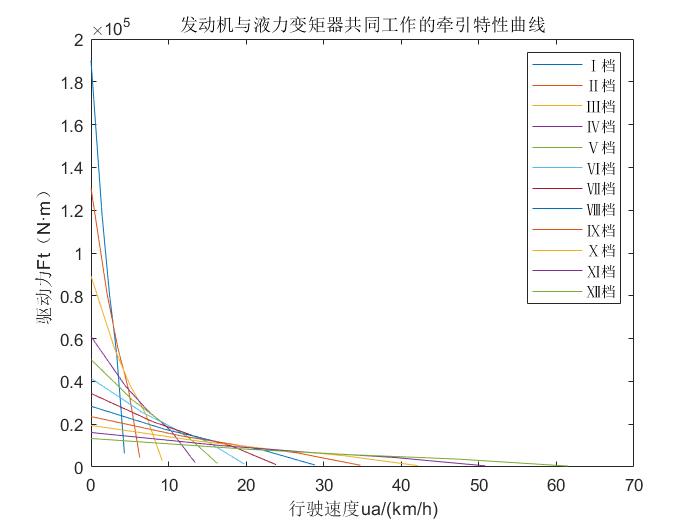 发动机与液力变矩器共同工作的牵引特性曲线
×10⁵
2
1.8
1.6
1.4
1.2
1
0.8
0.6
0.4
0.2
0
驱动力Ft（N·m）
Ⅰ档
Ⅱ档
Ⅲ档
Ⅳ档
Ⅴ档
Ⅵ档
Ⅶ档
Ⅷ档
Ⅸ档
Ⅹ档
Ⅺ档
Ⅻ档
0 10 20 30 40 50 60 70
行驶速度ua/(km/h)